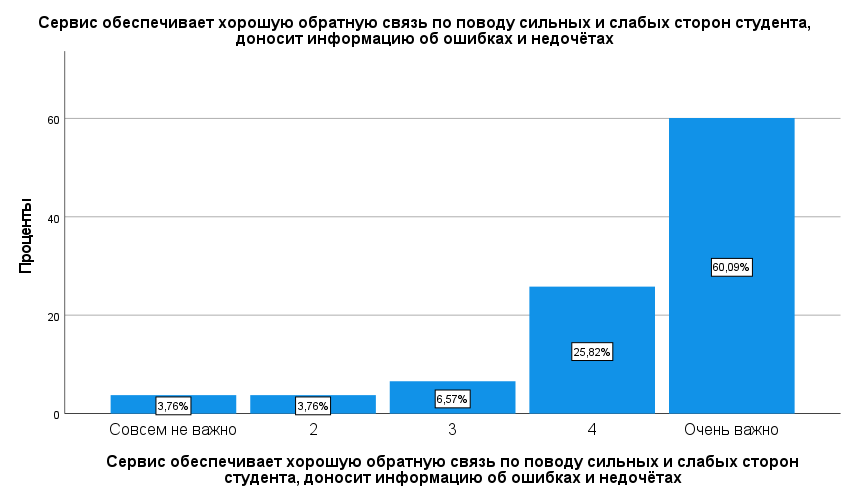 Сервис обеспечивает хорошую обратную связь по поводу сильных и слабых сторон студента,
доносит информацию об ошибках и недочётах
Проценты
60
40
20
0
3,76%
3,76%
6,57%
25,82%
60,09%
Совсем не важно
2
3
4
Очень важно
Сервис обеспечивает хорошую обратную связь по поводу сильных и слабых сторон
студента, доносит информацию об ошибках и недочётах